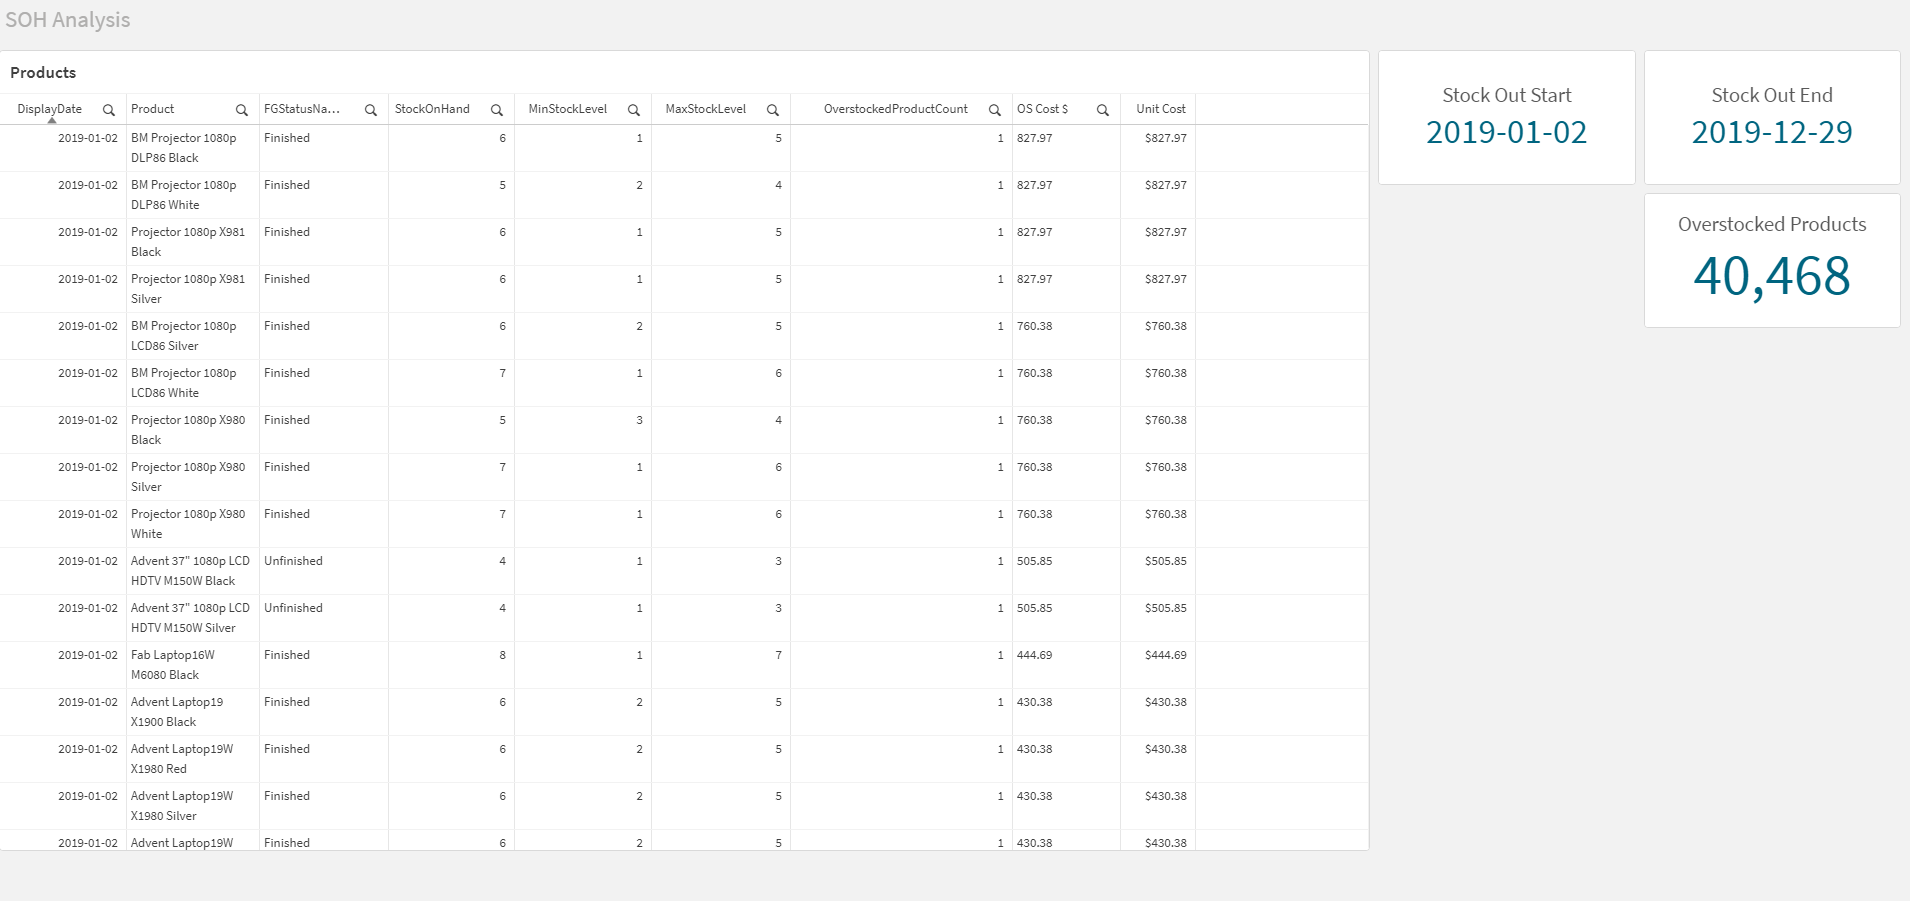 SOH Analysis
Products
DisplayDate Product FGStatusNa... StockOnHand MinStockLevel MaxStockLevel OverstockedProductCount OS Cost $ Unit Cost
2019-01-02 BM Projector 1080p Finished 6 1 5 1 827.97 $827.97
DLP86 Black
2019-01-02 BM Projector 1080p Finished 5 2 4 1 827.97 $827.97
DLP86 White
2019-01-02 Projector 1080p X981 Finished 6 1 5 1 827.97 $827.97
Black
2019-01-02 Projector 1080p X981 Finished 6 1 5 1 827.97 $827.97
Silver
2019-01-02 BM Projector 1080p Finished 6 2 5 1 760.38 $760.38
LCD86 Silver
2019-01-02 BM Projector 1080p Finished 7 1 6 1 760.38 $760.38
LCD86 White
2019-01-02 Projector 1080p X980 Finished 5 3 4 1 760.38 $760.38
Black
2019-01-02 Projector 1080p X980 Finished 7 1 6 1 760.38 $760.38
Silver
2019-01-02 Projector 1080p X980 Finished 7 1 6 1 760.38 $760.38
White
2019-01-02 Advent 37" 1080p LCD Unfinished 4 1 3 1 505.85 $505.85
HDTV M150W Black
2019-01-02 Advent 37" 1080p LCD Unfinished 4 1 3 1 505.85 $505.85
HDTV M150W Silver
2019-01-02 Fab Laptop16W Finished 8 1 7 1 444.69 $444.69
M6080 Black
2019-01-02 Advent Laptop19 Finished 6 2 5 1 430.38 $430.38
X1900 Black
2019-01-02 Advent Laptop19W Finished 6 2 5 1 430.38 $430.38
X1980 Red
2019-01-02 Advent Laptop19W Finished 6 2 5 1 430.38 $430.38
X1980 Silver
2019-01-02 Advent Laptop19W Finished 6 2 5 1 430.38 $430.38
Stock Out Start
2019-01-02
Stock Out End
2019-12-29
Overstocked Products
40,468